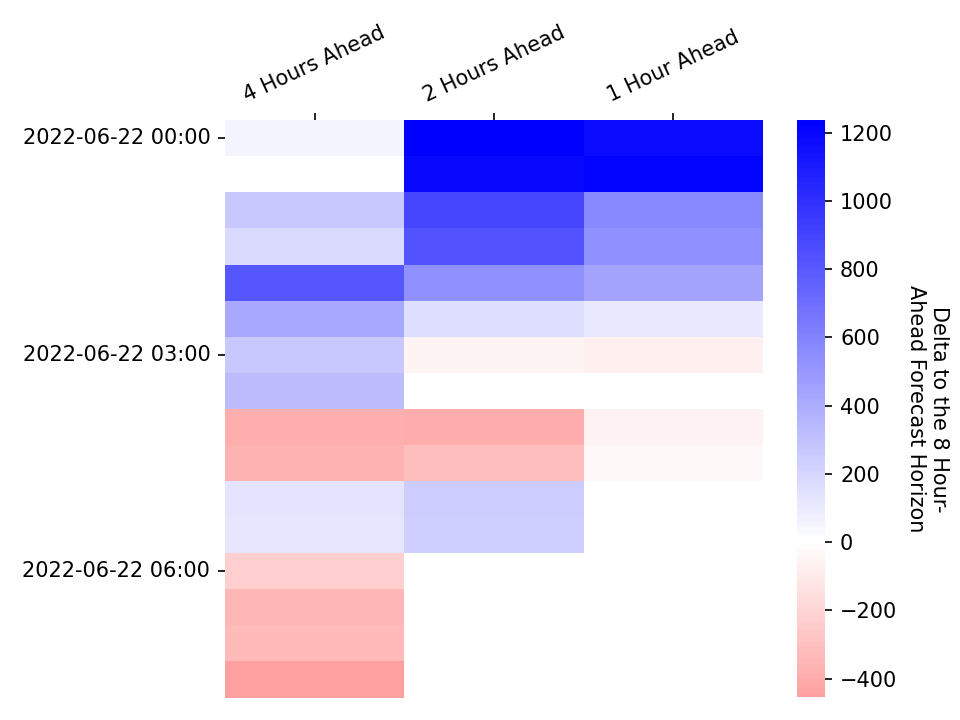 4 Hours Ahead
2 Hours Ahead
1 Hour Ahead
2022-06-22 00:00
2022-06-22 03:00
2022-06-22 06:00
1200
1000
800
600
400
200
0
−200
−400
Delta to the 8 Hour-
Ahead Forecast Horizon